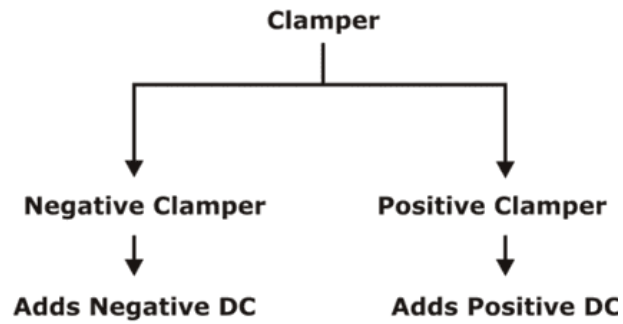 Clamper
Negative Clamper
Positive Clamper
Adds Negative DC
Adds Positive DC